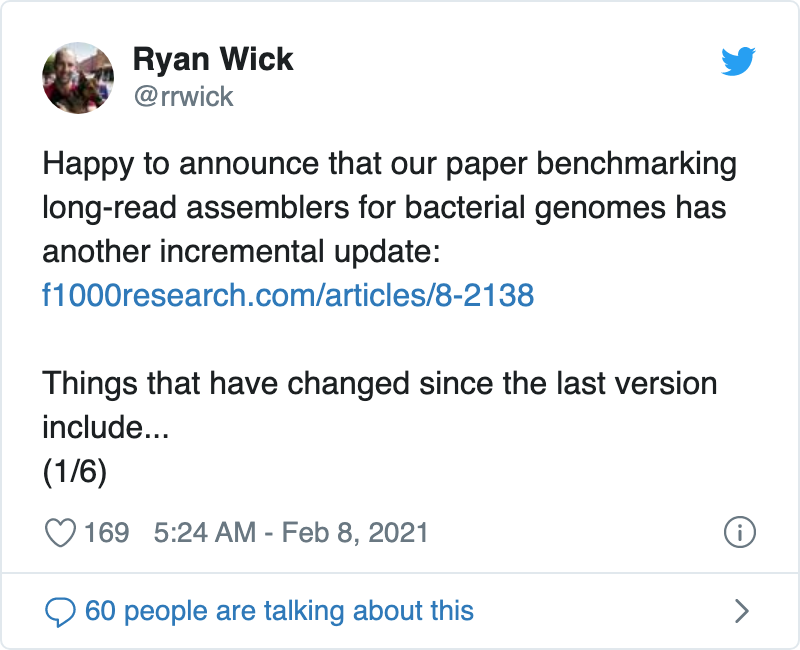 Ryan Wick
@rrwick
Happy to announce that our paper benchmarking
long-read assemblers for bacterial genomes has
another incremental update:
f1000research.com/articles/8-2138
Things that have changed since the last version
include...
(1/6)
169 5:24 AM - Feb 8, 2021
60 people are talking about this